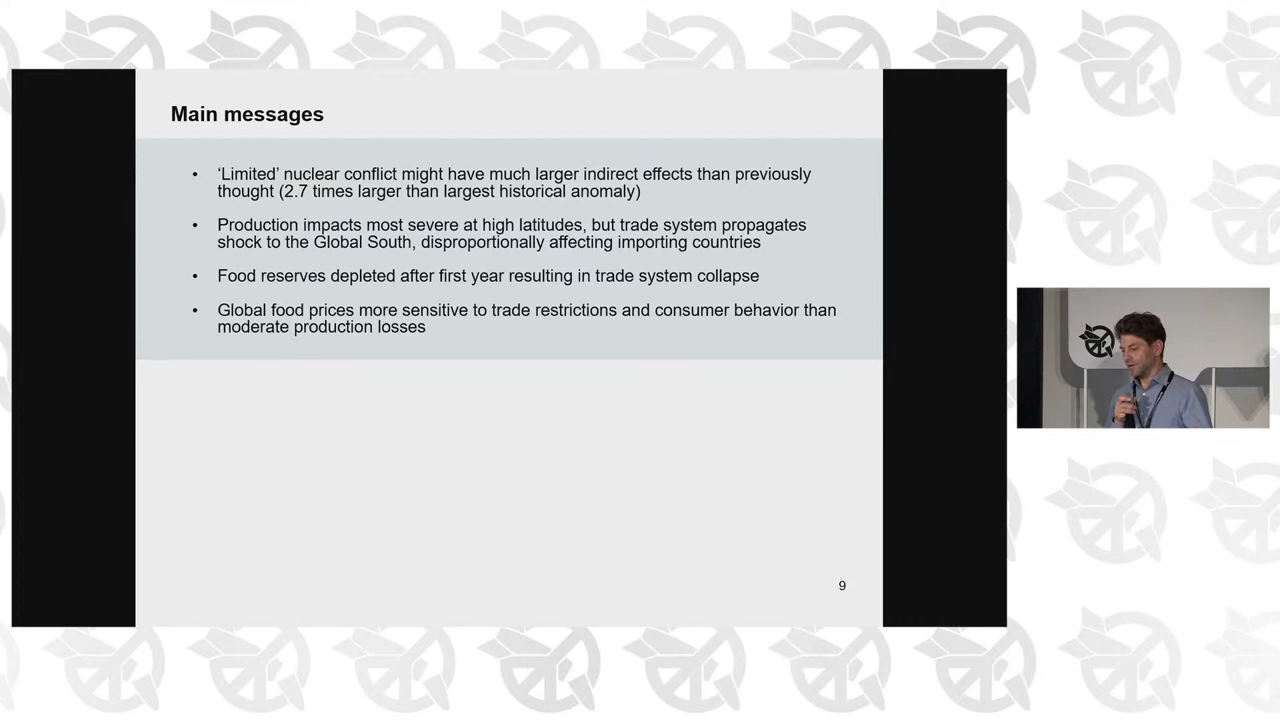 Main messages
• ‘Limited’ nuclear conflict might have much larger indirect effects than previously
thought (2.7 times larger than largest historical anomaly)
• Production impacts most severe at high latitudes, but trade system propagates
shock to the Global South, disproportionally affecting importing countries
• Food reserves depleted after first year resulting in trade system collapse
• Global food prices more sensitive to trade restrictions and consumer behavior than
moderate production losses
9